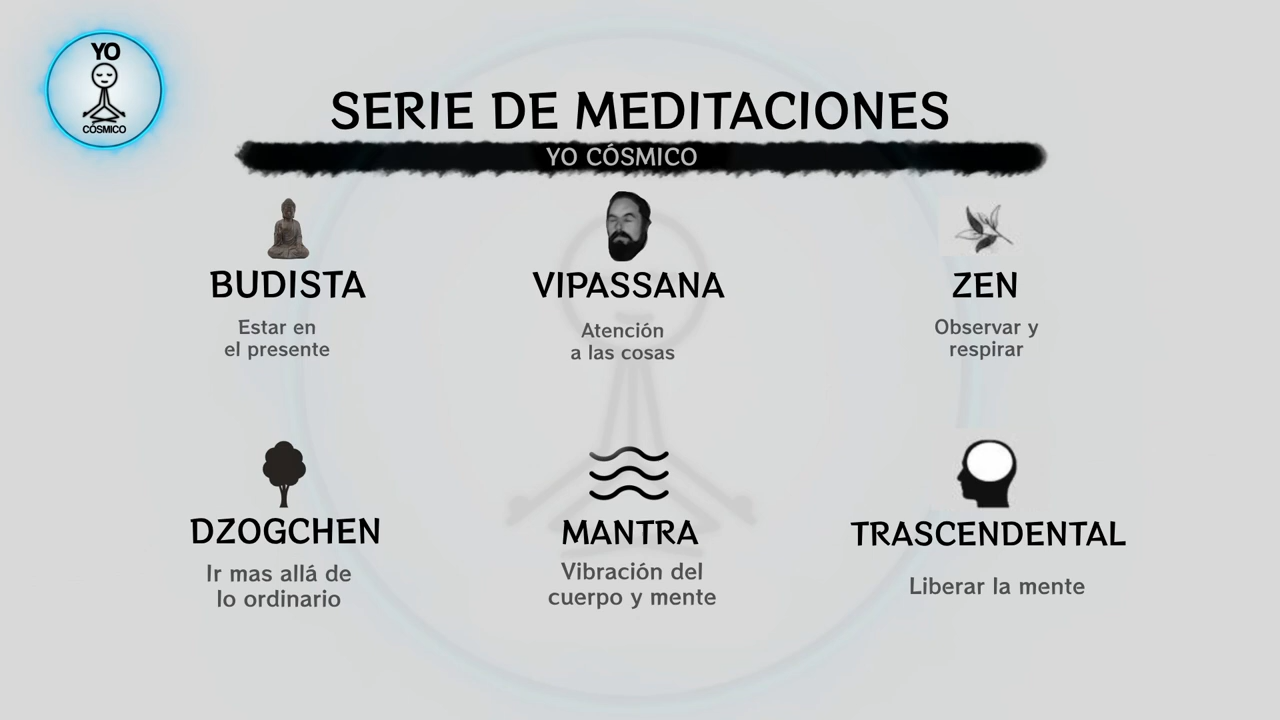 YO
CÓSMICO
SERIE DE MEDITACIONES
YO CÓSMICO
BUDISTA
Estar en
el presente
VIPASSANA
Atención
a las cosas
ZEN
Observar y
respirar
DZOGCHEN
Ir mas allá de
lo ordinario
MANTRA
Vibración del
cuerpo y mente
TRASCENDENTAL
Liberar la mente